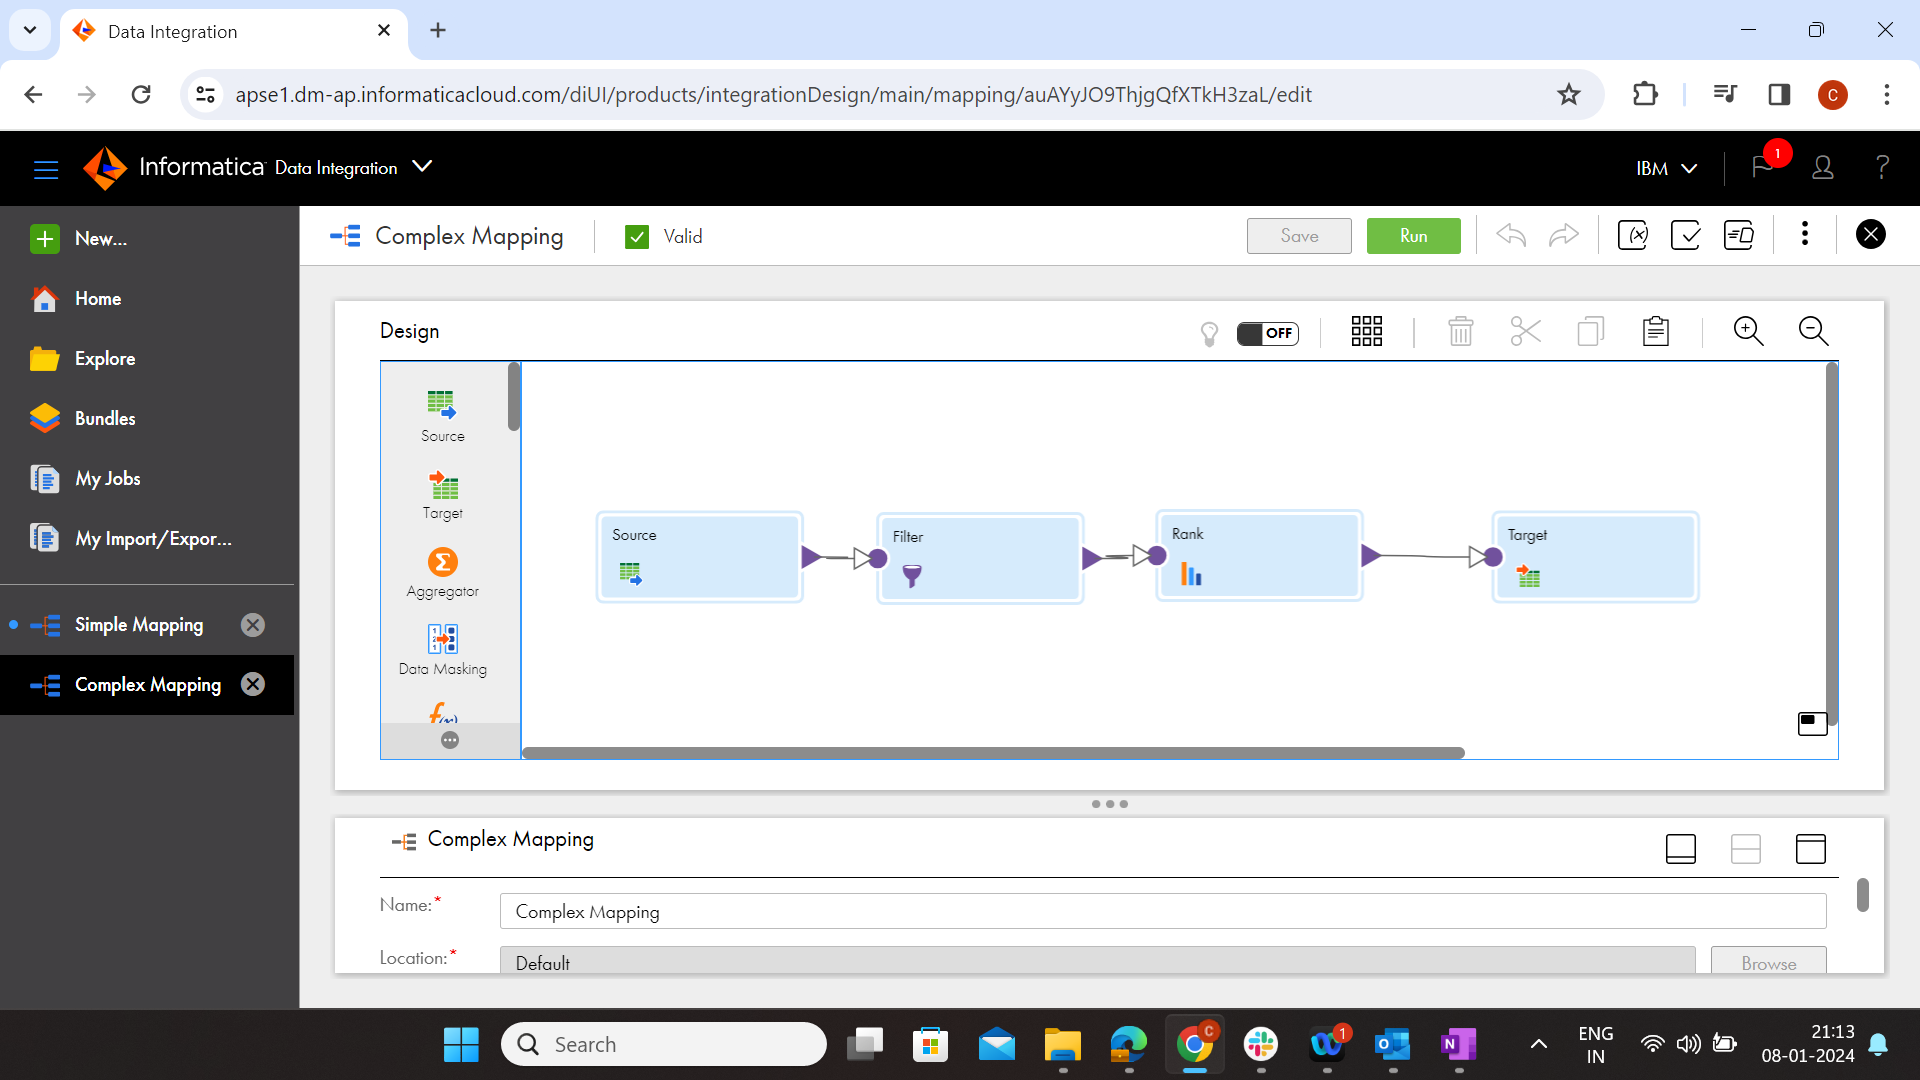 Data Integration
apse1.dm-ap.informaticacloud.com/diUI/products/integrationDesign/main/mapping/auAYyJO9ThjgQfXTkH3zaL/edit
C
Informatica Data Integration
IBM
1
?
New...
Home
Explore
Bundles
My Jobs
My Import/Expor...
Simple Mapping
Complex Mapping
Complex Mapping
Valid
Save
Run
(x)
Design
OFF
Source
Target
Aggregator
Data Masking
f(x)
Source
Filter
Rank
Target
Complex Mapping
Name:*
Complex Mapping
Location:*
Default
Browse
Search
C
1
O
N
ENG
IN
21:13
08-01-2024